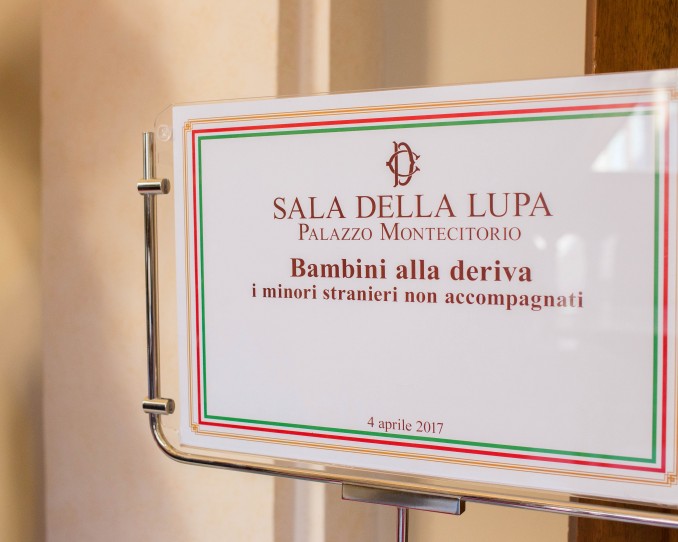 SALA DELLA LUPA
PALAZZO MONTECITORIO
Bambini alla deriva
i minori stranieri non accompagnati
4 aprile 2017